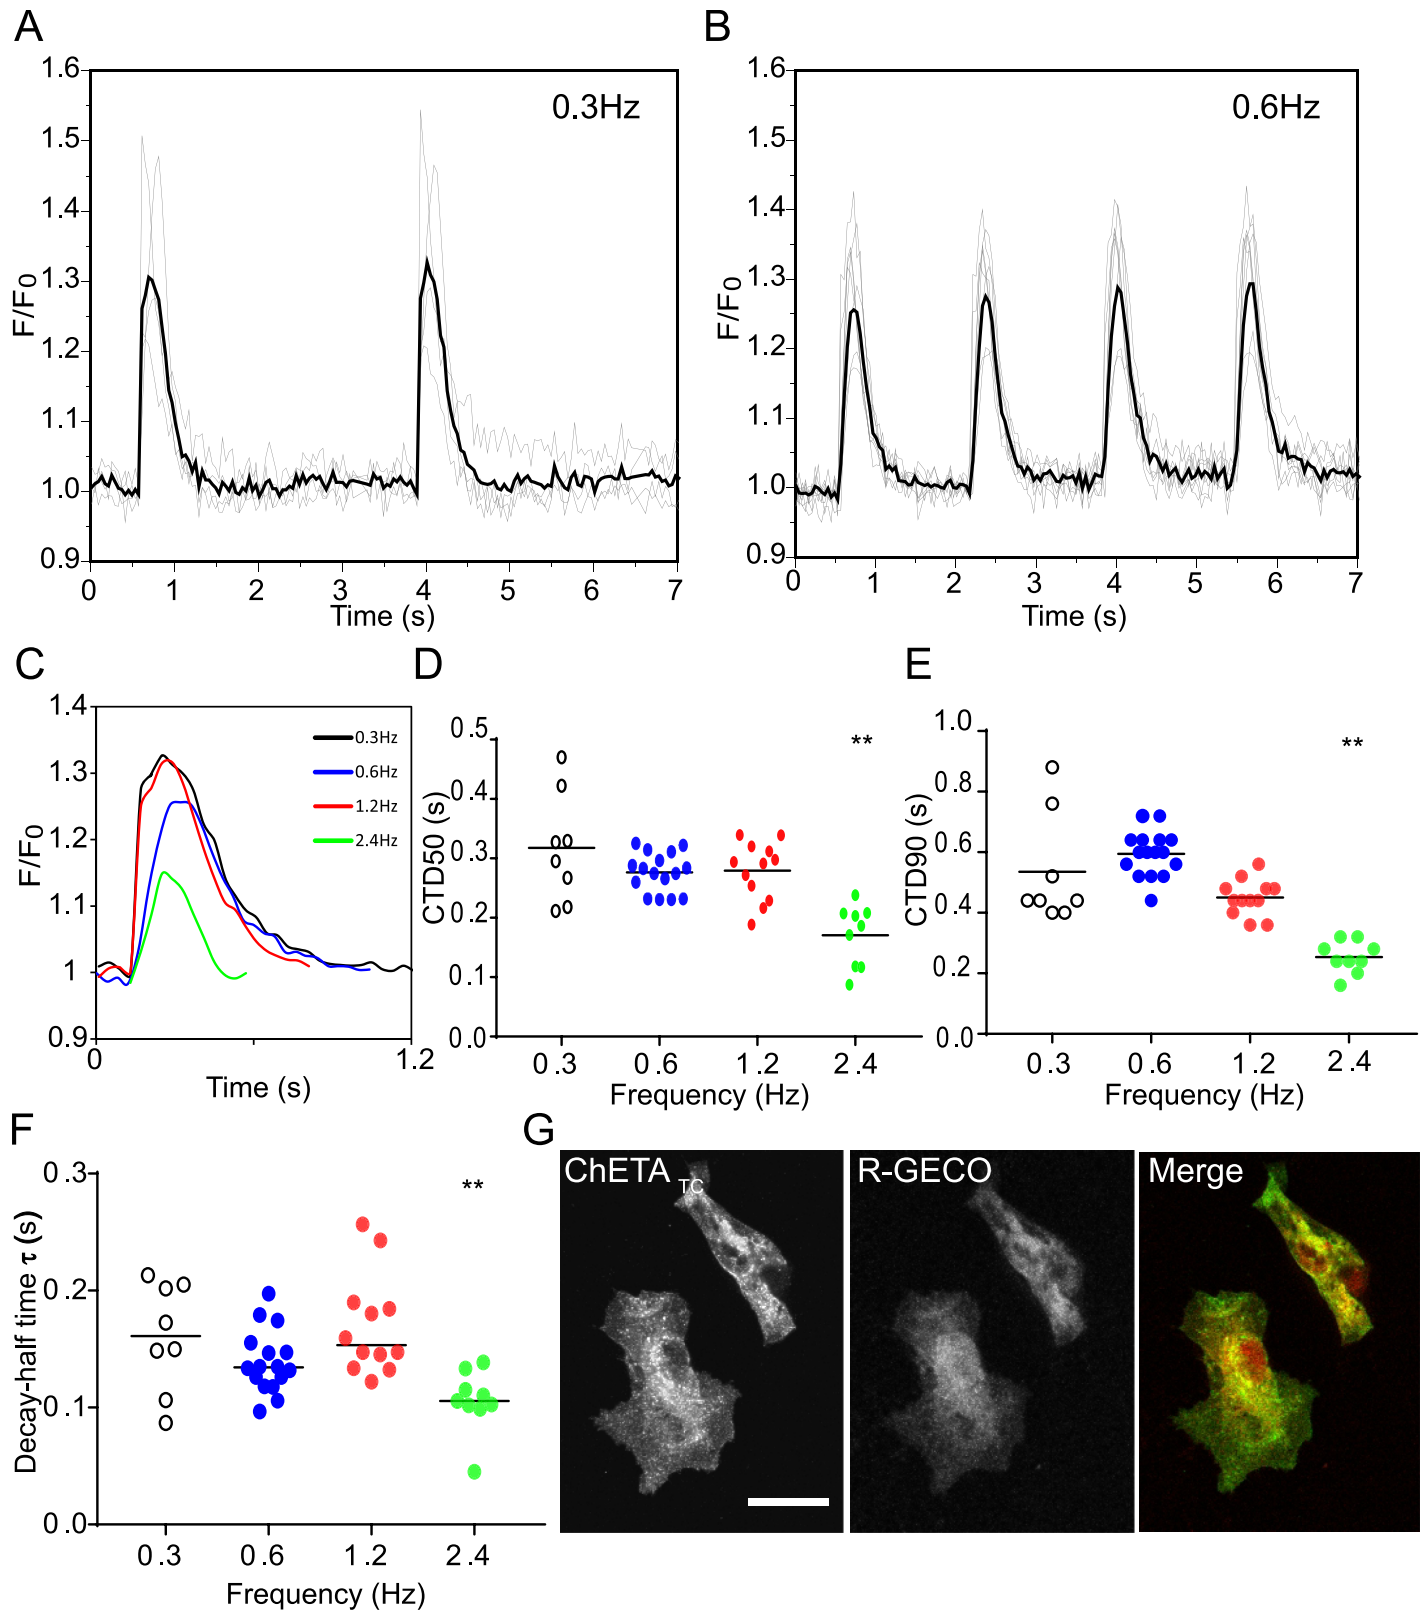 A
B
1.6
1.5
1.4
1.3
1.2
1.1
1.0
0.9
F/F0
0.3Hz
0 1 2 3 4 5 6 7
Time (s)
1.6
1.5
1.4
1.3
1.2
1.1
1.0
0.9
F/F0
0.6Hz
0 1 2 3 4 5 6 7
Time (s)
C
1.4
1.3
1.2
1.1
1
0.9
F/F0
0.3Hz
0.6Hz
1.2Hz
2.4Hz
0 1.2
Time (s)
D
0.5
0.4
0.3
0.2
0.1
0.0
CTD50 (s)
**
0.3 0.6 1.2 2.4
Frequency (Hz)
E
1.0
0.8
0.6
0.4
0.2
0.0
CTD90 (s)
**
0.3 0.6 1.2 2.4
Frequency (Hz)
F
0.3
0.2
0.1
0.0
Decay-half time τ (s)
**
0.3 0.6 1.2 2.4
Frequency (Hz)
G
ChETA TC
R-GECO
Merge